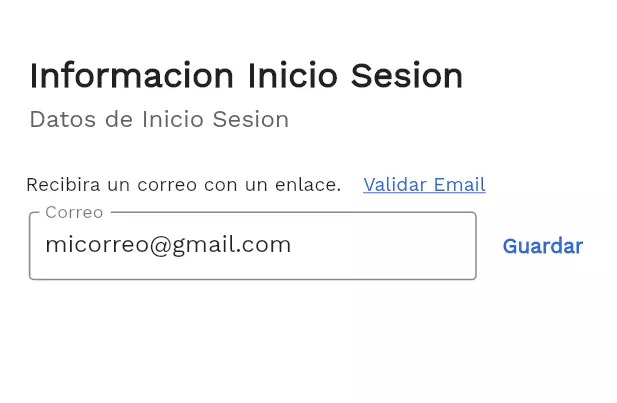 Informacion Inicio Sesion
Datos de Inicio Sesion
Recibira un correo con un enlace. Validar Email
Correo
micorreo@gmail.com
Guardar